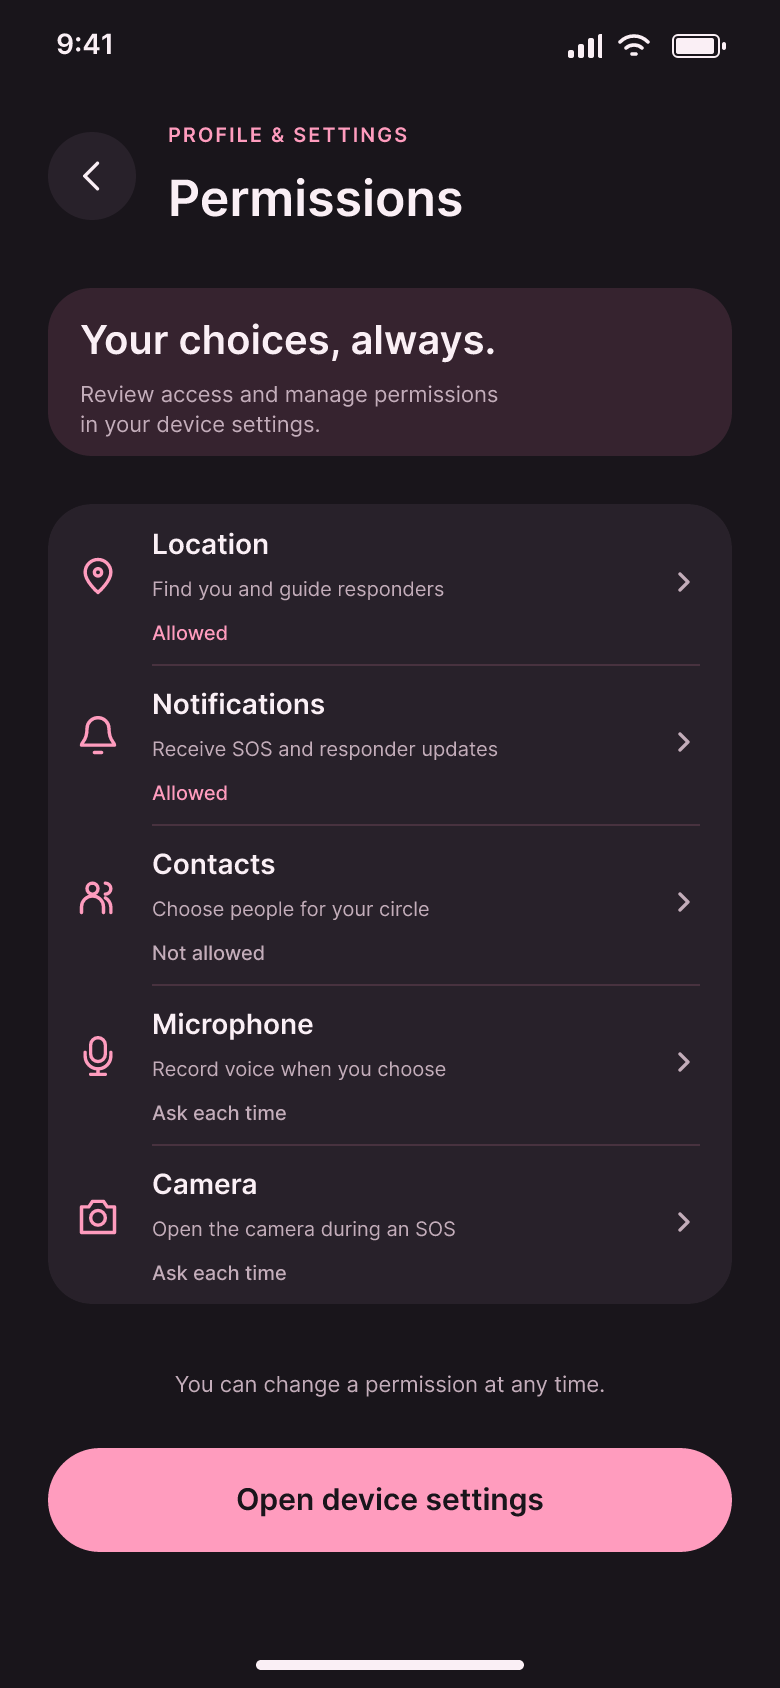 9:41
PROFILE & SETTINGS
Permissions
Your choices, always.
Review access and manage permissions
in your device settings.
Location
Find you and guide responders
Allowed
Notifications
Receive SOS and responder updates
Allowed
Contacts
Choose people for your circle
Not allowed
Microphone
Record voice when you choose
Ask each time
Camera
Open the camera during an SOS
Ask each time
You can change a permission at any time.
Open device settings